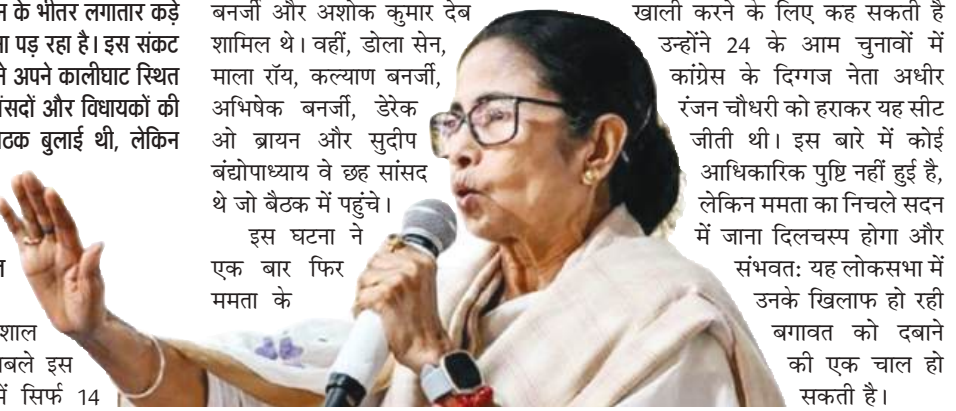 न के भीतर लगातार कड़े
ना पड़ रहा है। इस संकट
ने अपने कालीघाट स्थित
सांसदों और विधायकों की
बैठक बुलाई थी, लेकिन
शाल
बले इस
में सिर्फ 14
बनर्जी और अशोक कुमार देब
शामिल थे। वहीं, डोला सेन,
माला रॉय, कल्याण बनर्जी,
अभिषेक बनर्जी, डेरेक
ओ ब्रायन और सुदीप
बंद्योपाध्याय वे छह सांसद
थे जो बैठक में पहुंचे।
इस घटना ने
एक बार फिर
ममता के
खाली करने के लिए कह सकती है
उन्होंने 24 के आम चुनावों में
कांग्रेस के दिग्गज नेता अधीर
रंजन चौधरी को हराकर यह सीट
जीती थी। इस बारे में कोई
आधिकारिक पुष्टि नहीं हुई है,
लेकिन ममता का निचले सदन
में जाना दिलचस्प होगा और
संभवत: यह लोकसभा में
उनके खिलाफ हो रही
बगावत को दबाने
की एक चाल हो
सकती है।